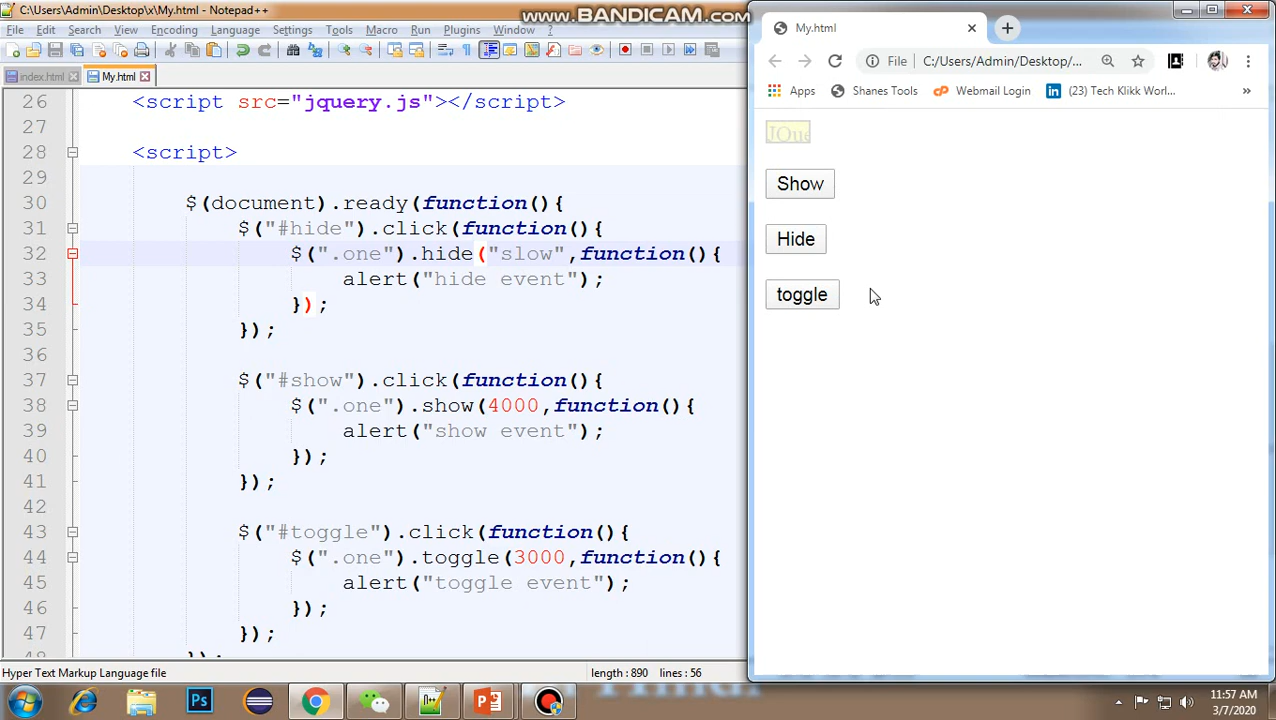 C:\Users\Admin\Desktop\x\My.html - Notepad++
www.BANDICAM.com
File Edit Search View Encoding Language Settings Tools Macro Run Plugins Window ?
index.html My.html
26 <script src="jquery.js"></script>
27
28 <script>
29
30 $(document).ready(function(){
31 $("#hide").click(function(){
32 $(".one").hide("slow",function(){
33 alert("hide event");
34 });
35 });
36
37 $("#show").click(function(){
38 $(".one").show(4000,function(){
39 alert("show event");
40 });
41 });
42
43 $("#toggle").click(function(){
44 $(".one").toggle(3000,function(){
45 alert("toggle event");
46 });
47 });
48 });
Hyper Text Markup Language file length : 890 lines : 56
My.html
File C:/Users/Admin/Desktop/...
Apps Shanes Tools Webmail Login (23) Tech Klikk Worl... »
JQue
Show
Hide
toggle
11:57 AM
3/7/2020